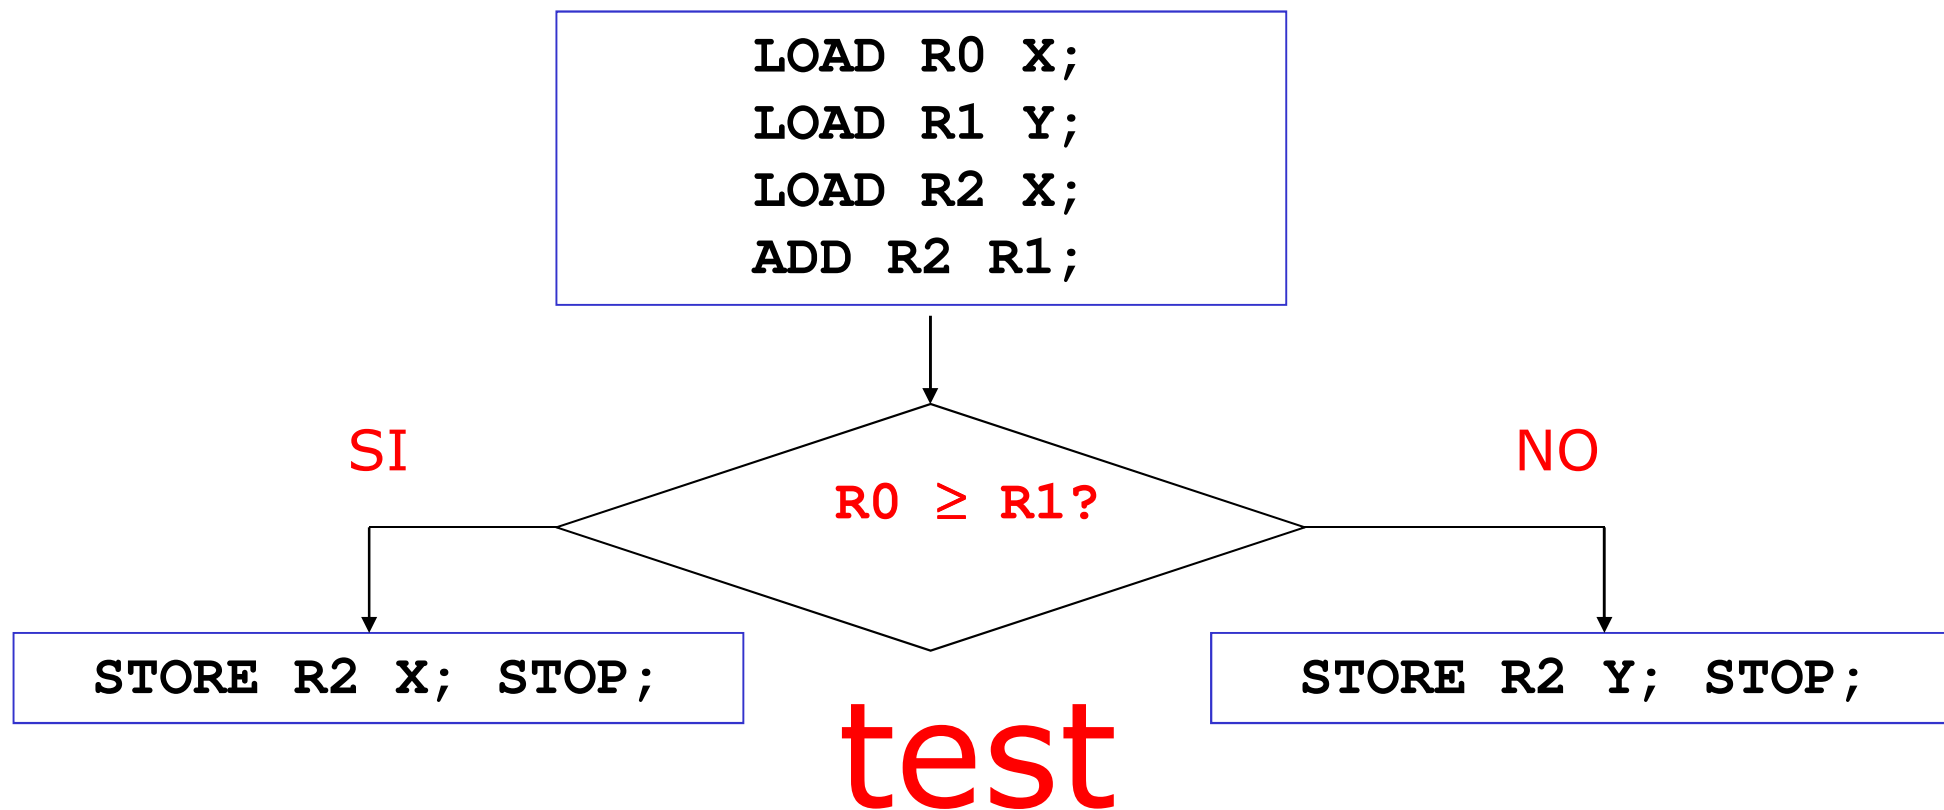 LOAD R0 X;
LOAD R1 Y;
LOAD R2 X;
ADD R2 R1;
SI
NO
R0 ≥ R1?
STORE R2 X; STOP;
STORE R2 Y; STOP;
test